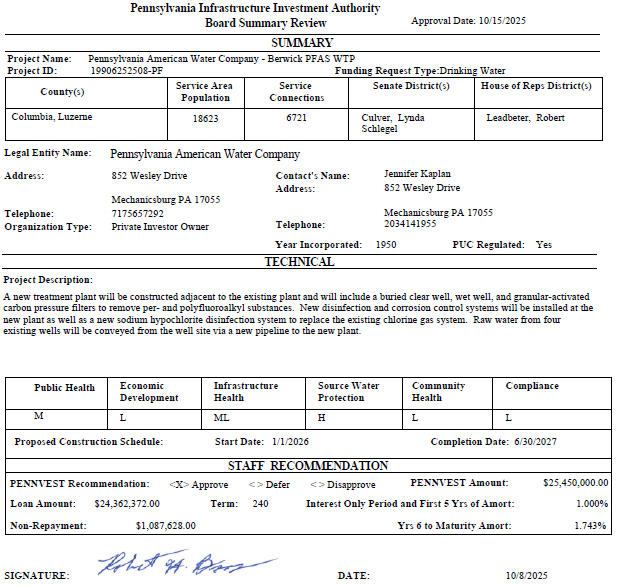 Pennsylvania Infrastructure Investment Authority
Board Summary Review
Approval Date: 10/15/2025
SUMMARY
Project Name: Pennsylvania American Water Company - Berwick PFAS WTP
Project ID: 19906252508-PF Funding Request Type:Drinking Water
County(s) Service Area Population Service Connections Senate District(s) House of Reps District(s)
Columbia, Luzerne 18623 6721 Culver, Lynda Schlegel Leadbeter, Robert
Legal Entity Name: Pennsylvania American Water Company
Address: 852 Wesley Drive Contact's Name: Jennifer Kaplan
Address: 852 Wesley Drive
Mechanicsburg PA 17055 Mechanicsburg PA 17055
Telephone: 7175657292 Telephone: 2034141955
Organization Type: Private Investor Owner
Year Incorporated: 1950 PUC Regulated: Yes
TECHNICAL
Project Description:
A new treatment plant will be constructed adjacent to the existing plant and will include a buried clear well, wet well, and granular-activated
carbon pressure filters to remove per- and polyfluoroalkyl substances. New disinfection and corrosion control systems will be installed at the
new plant as well as a new sodium hypochlorite disinfection system to replace the existing chlorine gas system. Raw water from four
existing wells will be conveyed from the well site via a new pipeline to the new plant.
Public Health Economic Development Infrastructure Health Source Water Protection Community Health Compliance
M L ML H L L
Proposed Construction Schedule: Start Date: 1/1/2026 Completion Date: 6/30/2027
STAFF RECOMMENDATION
PENNVEST Recommendation: <X> Approve < > Defer < > Disapprove PENNVEST Amount: $25,450,000.00
Loan Amount: $24,362,372.00 Term: 240 Interest Only Period and First 5 Yrs of Amort: 1.000%
Non-Repayment: $1,087,628.00 Yrs 6 to Maturity Amort: 1.743%
SIGNATURE: DATE: 10/8/2025